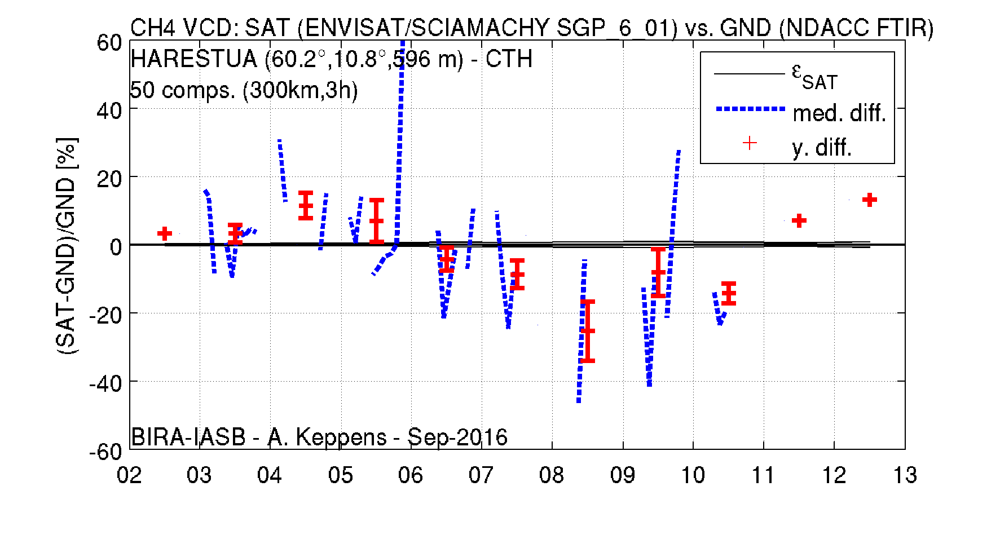 CH4 VCD: SAT (ENVISAT/SCIAMACHY SGP_6_01) vs. GND (NDACC FTIR)
HARESTUA (60.2°,10.8°,596 m) - CTH
50 comps. (300km,3h)
ε SAT
med. diff.
y. diff.
(SAT-GND)/GND [%]
60
40
20
0
-20
-40
-60
BIRA-IASB - A. Keppens - Sep-2016
02 03 04 05 06 07 08 09 10 11 12 13